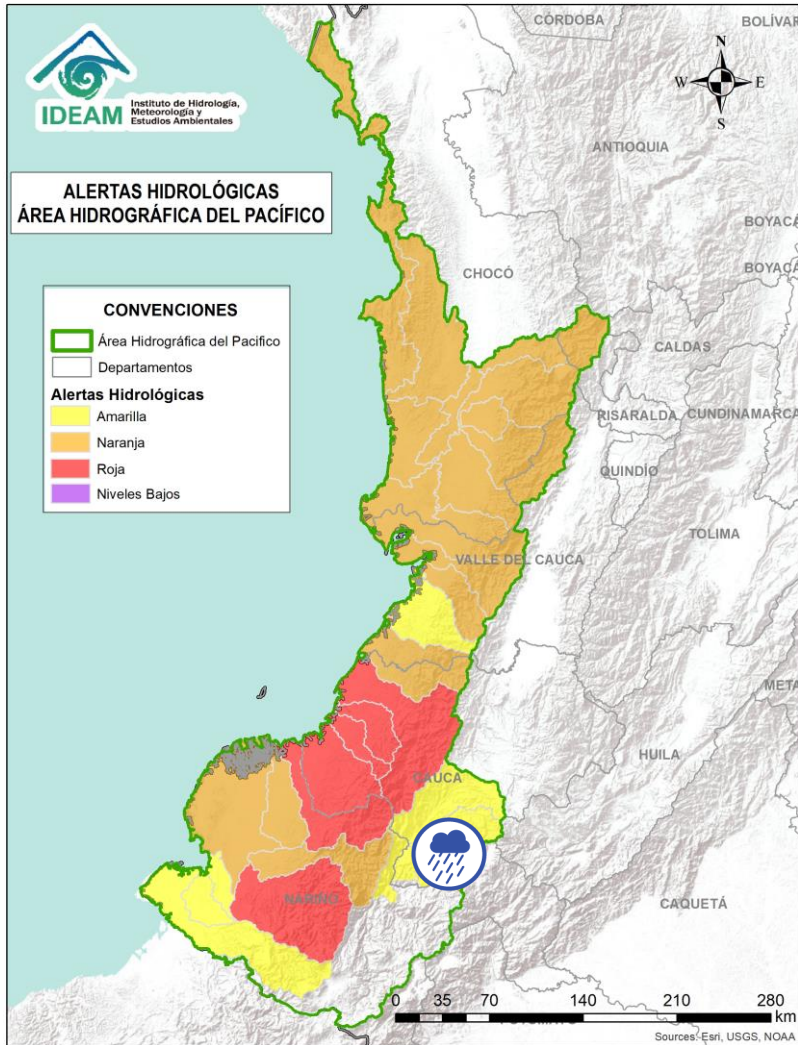 CÓRDOBA
BOLÍVAR
N
W
E
S
IDEAM
Instituto de Hidrología,
Meteorología y
Estudios Ambientales
ANTIOQUIA
ALERTAS HIDROLÓGICAS
ÁREA HIDROGRÁFICA DEL PACÍFICO
BOYACÁ
BOYACÁ
CHOCÓ
CONVENCIONES
Área Hidrográfica del Pacifico
Departamentos
Alertas Hidrológicas
Amarilla
Naranja
Roja
Niveles Bajos
CALDAS
RISARALDA
CUNDINAMARCA
QUINDÍO
TOLIMA
VALLE DEL CAUCA
META
HUILA
CAUCA
NARIÑO
CAQUETÁ
0 35 70 140 210 280
km
Sources: Esri, USGS, NOAA